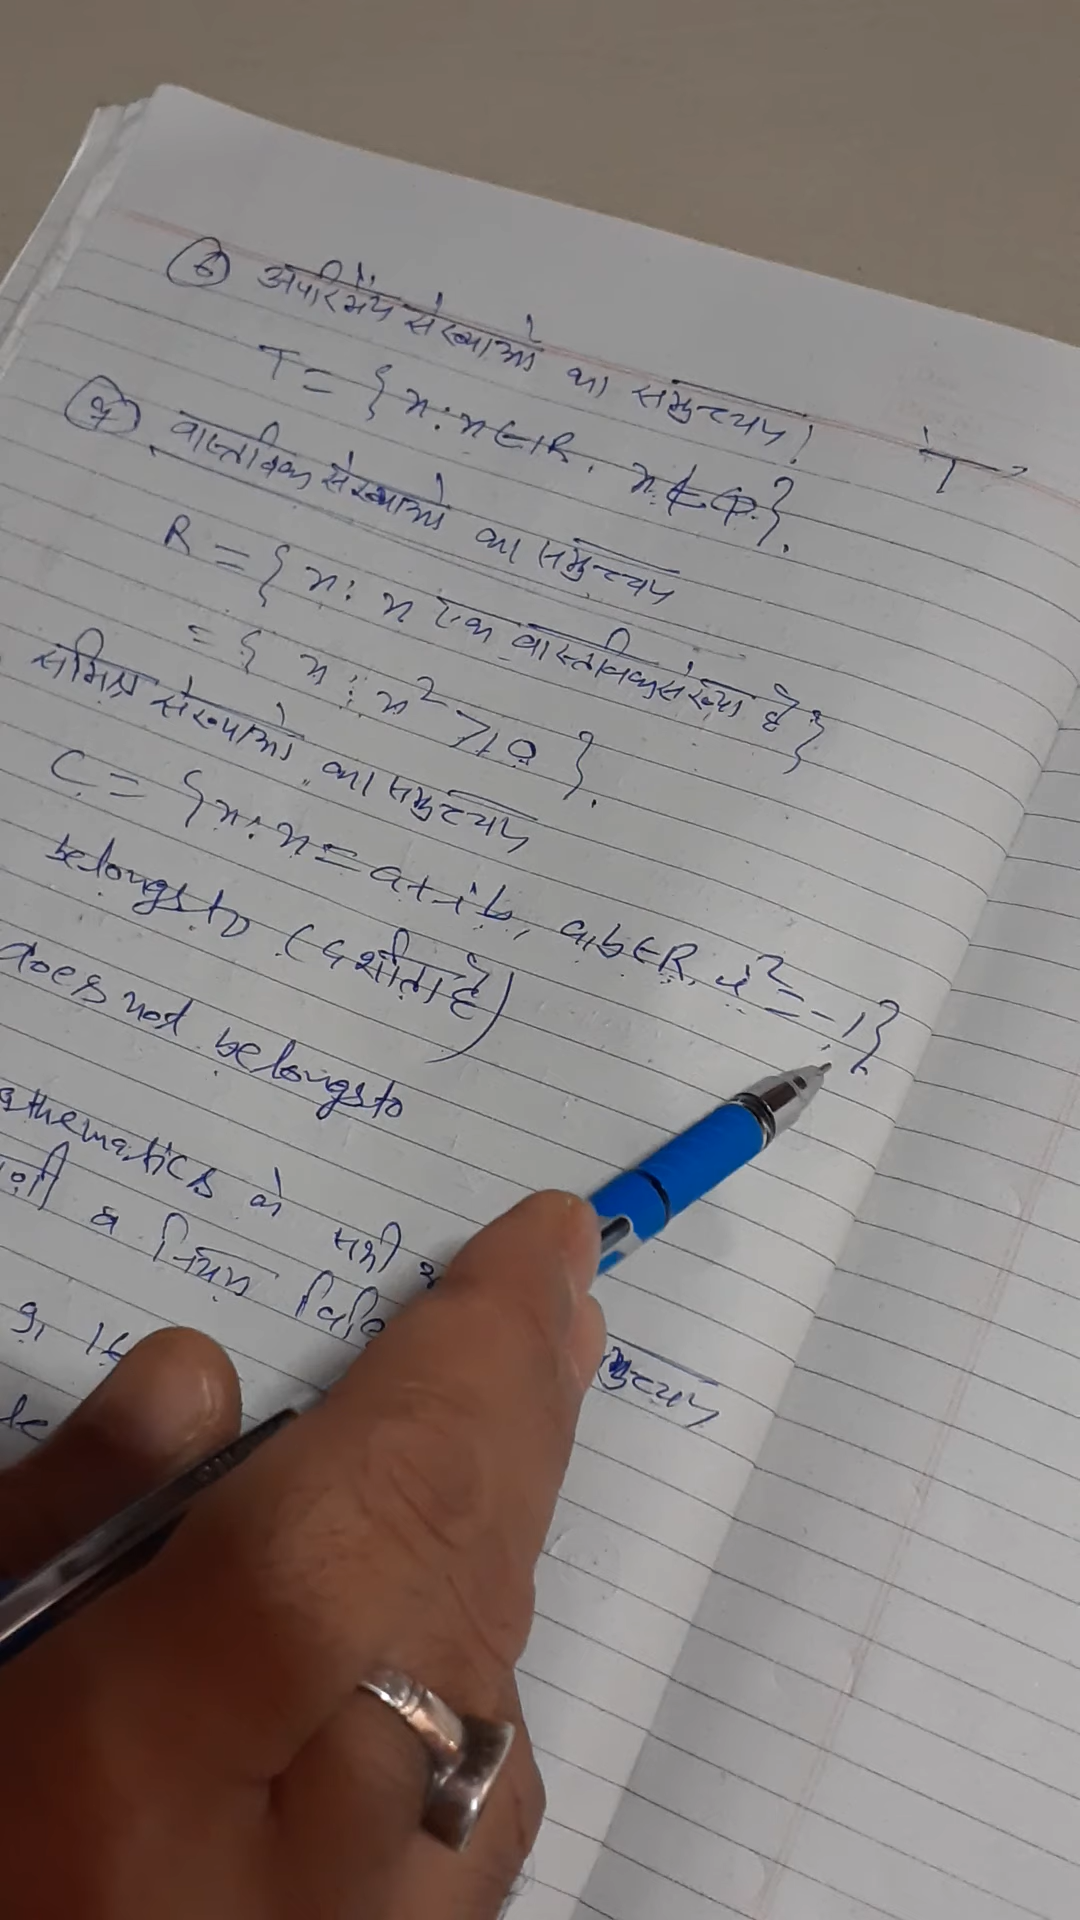 ⑥ अपरिमेय संख्याओं का समुच्चय।
T = {x : x ∈ R, x ∉ Q}.
T
⑦ वास्तविक संख्याओं का समुच्चय
R = {x : x एक वास्तविक संख्या है}
= {x : x² ≥ 0}.
समिश्र संख्याओं का समुच्चय
C = {x : x = a + ib, a, b ∈ R, i² = -1}
belongs to (दर्शाता है)
does not belongs to
athematics के सभी
व नियम